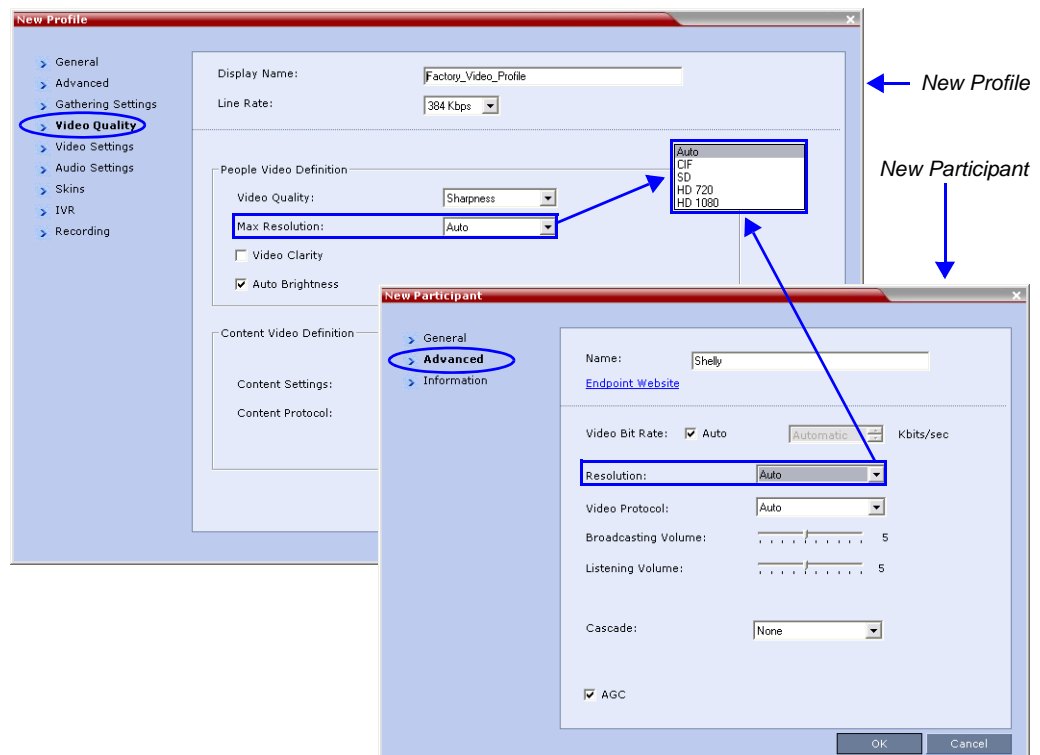 New Profile
General
Advanced
Gathering Settings
Video Quality
Video Settings
Audio Settings
Skins
IVR
Recording
Display Name: Factory_Video_Profile
Line Rate: 384 Kbps
People Video Definition
Video Quality: Sharpness
Max Resolution: Auto
Video Clarity
Auto Brightness
Content Video Definition
Content Settings:
Content Protocol:
Auto
CIF
SD
HD 720
HD 1080
New Profile
New Participant
New Participant
General
Advanced
Information
Name: Shelly
Endpoint Website
Video Bit Rate: Auto Automatic Kbits/sec
Resolution: Auto
Video Protocol: Auto
Broadcasting Volume: 5
Listening Volume: 5
Cascade: None
AGC
OK Cancel